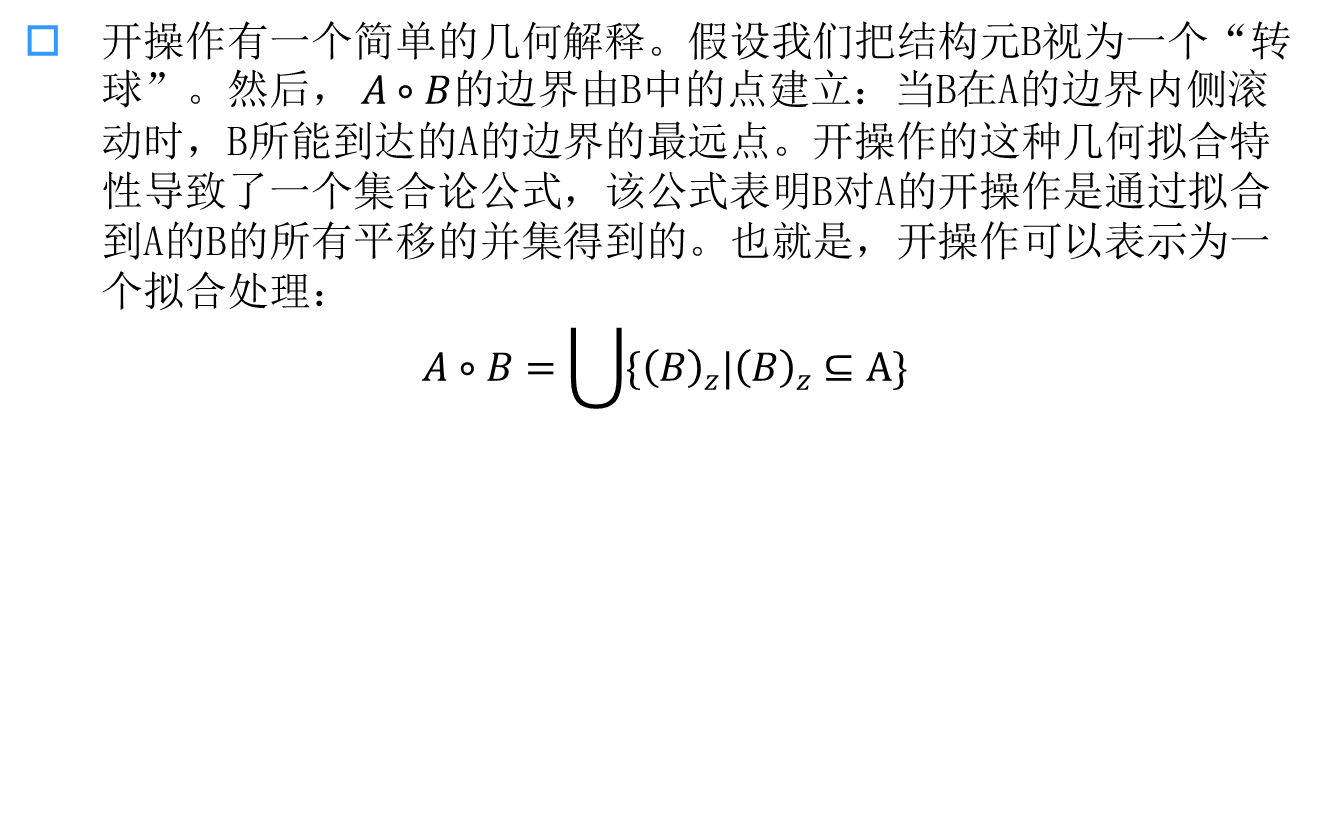 开操作有一个简单的几何解释。假设我们把结构元B视为一个“转
球”。然后，A∘B的边界由B中的点建立：当B在A的边界内侧滚
动时，B所能到达的A的边界的最远点。开操作的这种几何拟合特
性导致了一个集合论公式，该公式表明B对A的开操作是通过拟合
到A的B的所有平移的并集得到的。也就是，开操作可以表示为一
个拟合处理：
A∘B=⋃{(B)_z|(B)_z⊆A}